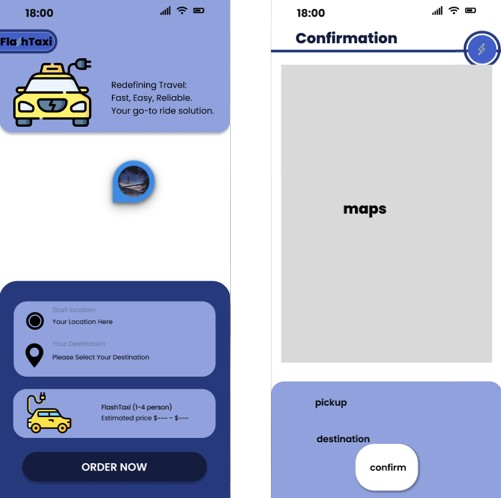 18:00
FlashTaxi
Redefining Travel:
Fast, Easy, Reliable.
Your go-to ride solution.
Start location
Your Location Here
Your Destination
Please Select Your Destination
FlashTaxi (1-4 person)
Estimated price $---- - $----
ORDER NOW
18:00
Confirmation
maps
pickup
destination
confirm